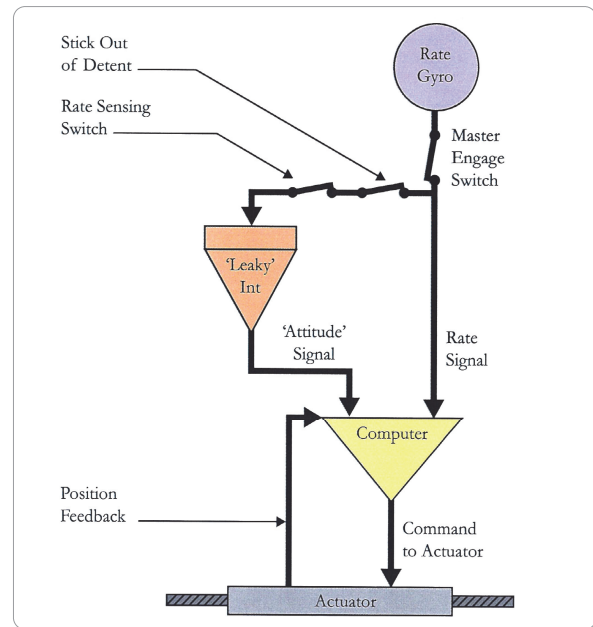 Stick Out
of Detent
Rate
Gyro
Rate Sensing
Switch
Master
Engage
Switch
‘Leaky’
Int
‘Attitude’
Signal
Rate
Signal
Computer
Position
Feedback
Command
to Actuator
Actuator